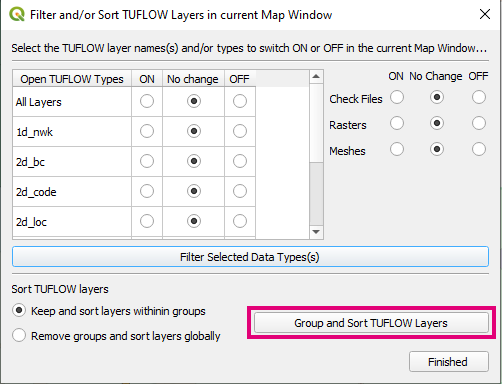 Filter and/or Sort TUFLOW Layers in current Map Window
Select the TUFLOW layer names(s) and/or types to switch ON or OFF in the current Map Window...
Open TUFLOW Types ON No change OFF
All Layers
1d_nwk
2d_bc
2d_code
2d_loc
ON No Change OFF
Check Files
Rasters
Meshes
Filter Selected Data Types(s)
Sort TUFLOW layers
Keep and sort layers withinin groups
Remove groups and sort layers globally
Group and Sort TUFLOW Layers
Finished